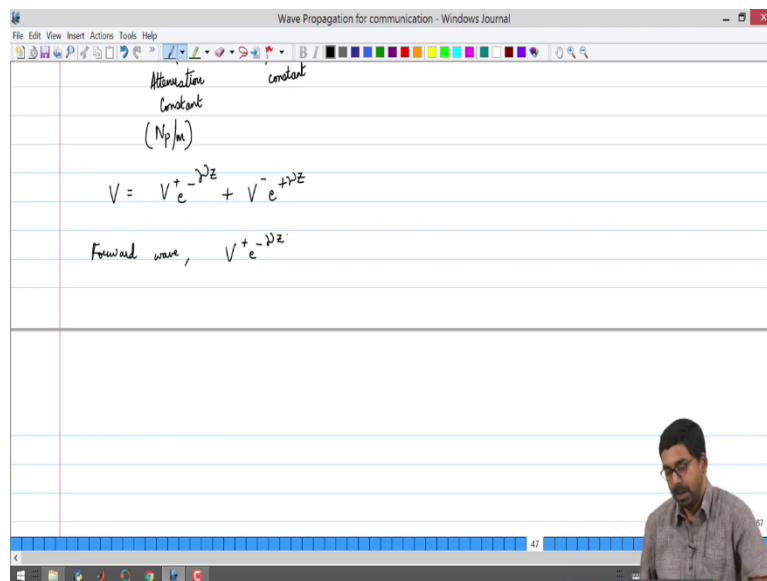 Wave Propagation for communication - Windows Journal
File Edit View Insert Actions Tools Help
Attenuation constant
Constant
(Np/m)
V = V⁺e^-γz + V⁻e^+γz
Forward wave, V⁺e^-γz
47